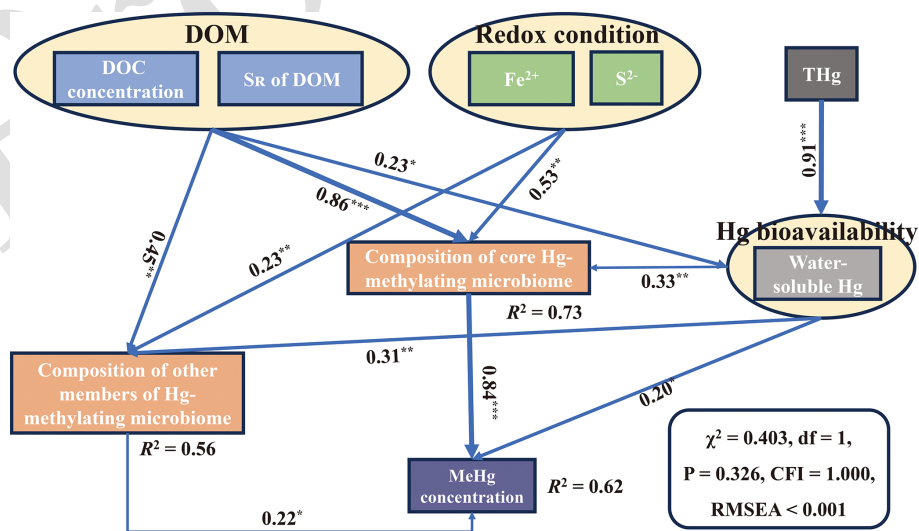 DOM
DOC
concentration
SR of DOM
Redox condition
Fe²⁺
S²⁻
THg
0.91***
0.23*
0.86***
0.53**
0.45**
0.23**
Hg bioavailability
Water-
soluble Hg
Composition of core Hg-
methylating microbiome
0.33**
R² = 0.73
0.31**
Composition of other
members of Hg-
methylating microbiome
R² = 0.56
0.84***
0.20*
MeHg
concentration
R² = 0.62
0.22*
χ² = 0.403, df = 1,
P = 0.326, CFI = 1.000,
RMSEA < 0.001